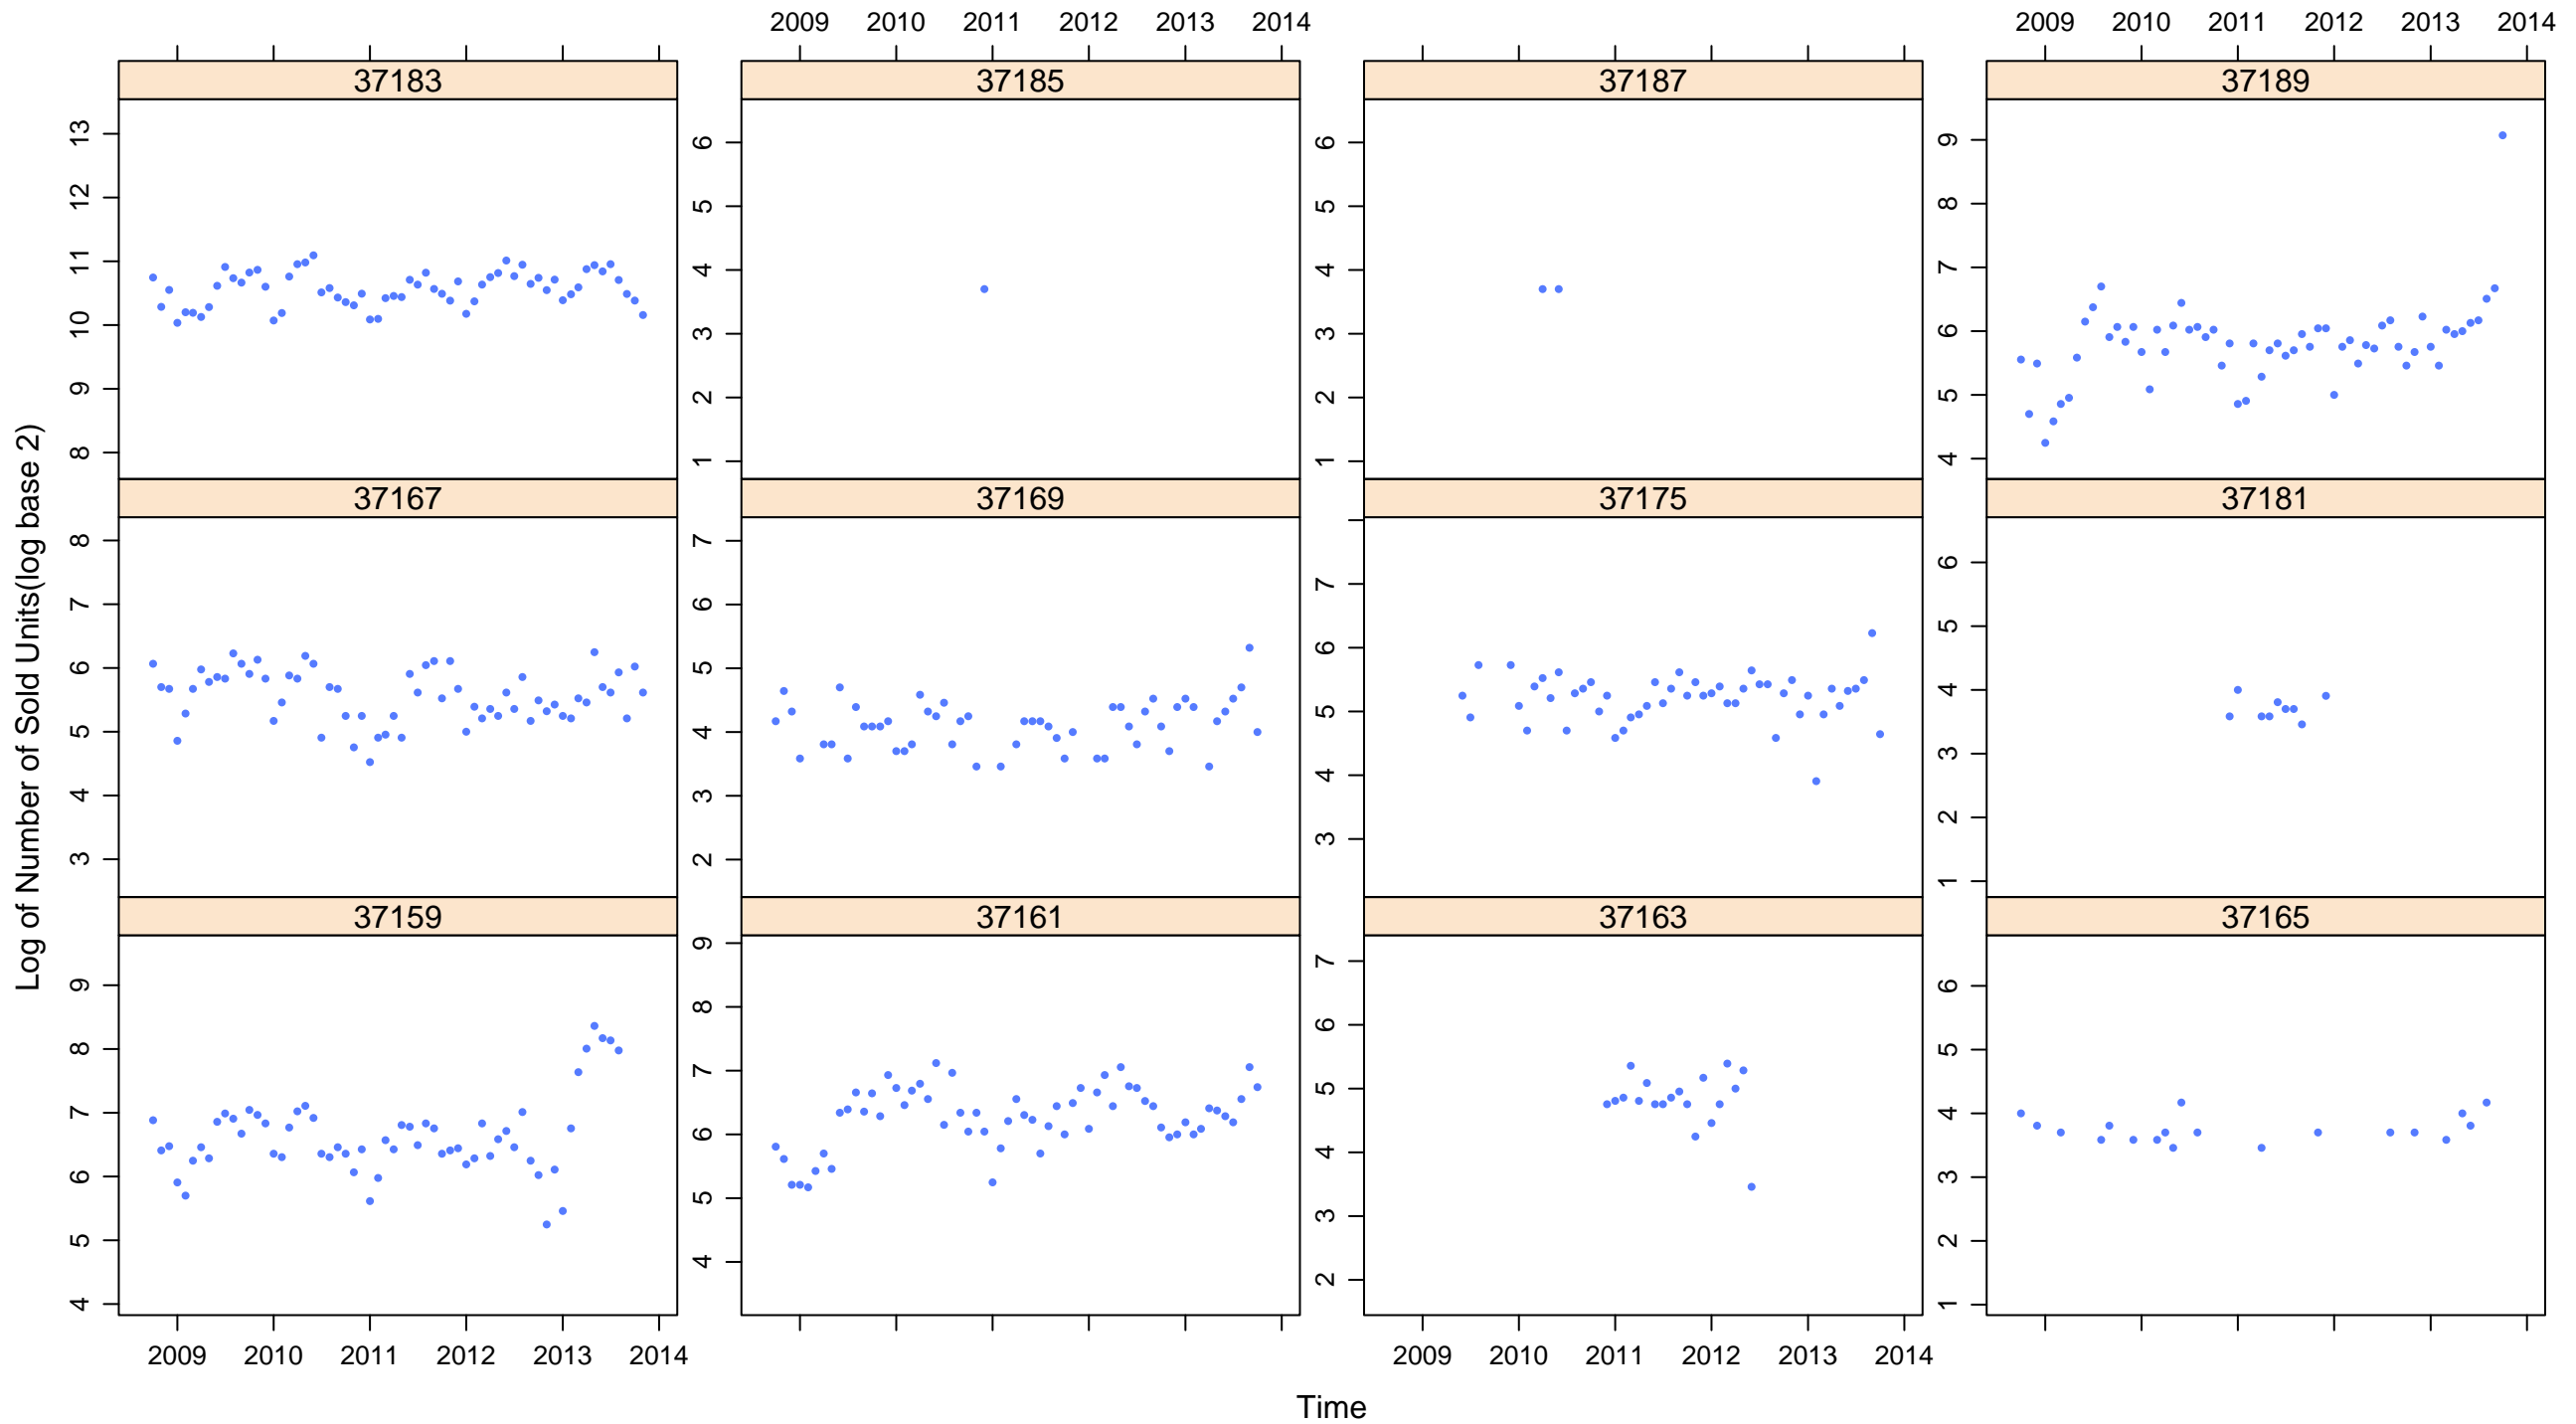 2009 2010 2011 2012 2013 2014 2009 2010 2011 2012 2013 2014
37183 37185 37187 37189
13 12 11 10 9 8
6 5 4 3 2 1
6 5 4 3 2 1
9 8 7 6 5 4
37167 37169 37175 37181
8 7 6 5 4 3
7 6 5 4 3 2
7 6 5 4 3
6 5 4 3 2 1
37159 37161 37163 37165
9 8 7 6 5 4
9 8 7 6 5 4
7 6 5 4 3 2
6 5 4 3 2 1
2009 2010 2011 2012 2013 2014 2009 2010 2011 2012 2013 2014
Log of Number of Sold Units(log base 2)
Time